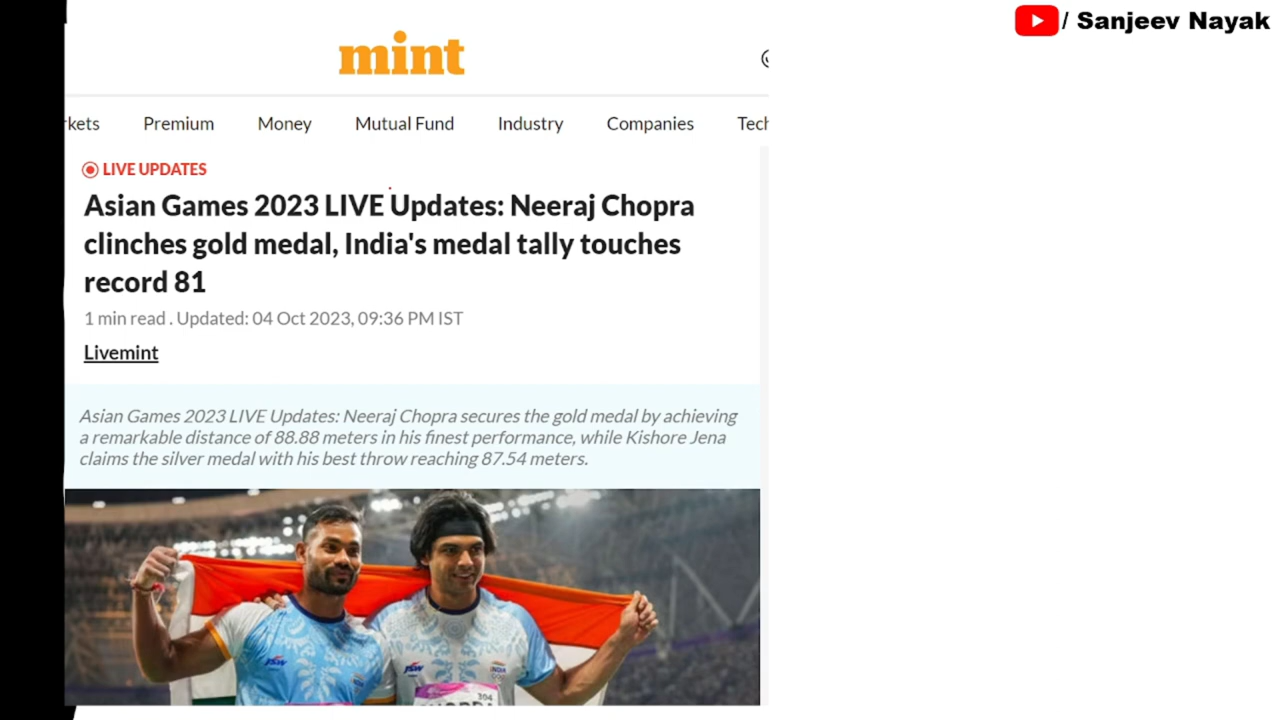 / Sanjeev Nayak
mint
rkets Premium Money Mutual Fund Industry Companies Tech
LIVE UPDATES
Asian Games 2023 LIVE Updates: Neeraj Chopra
clinches gold medal, India's medal tally touches
record 81
1 min read . Updated: 04 Oct 2023, 09:36 PM IST
Livemint
Asian Games 2023 LIVE Updates: Neeraj Chopra secures the gold medal by achieving
a remarkable distance of 88.88 meters in his finest performance, while Kishore Jena
claims the silver medal with his best throw reaching 87.54 meters.
JSW
JSW
INDIA
304